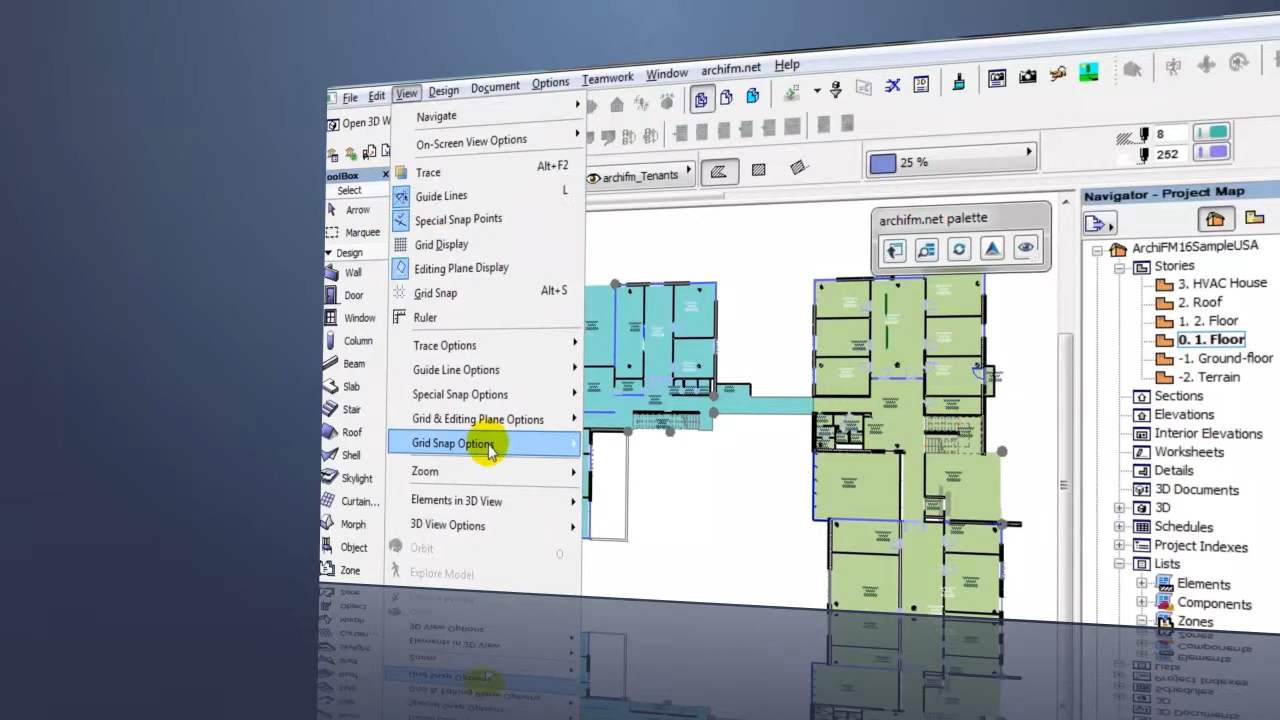 File Edit View Design Document Options Teamwork Window archifm.net Help
Open 3D W
Navigate
On-Screen View Options
Trace Alt+F2
Guide Lines L
Special Snap Points
Grid Display
Editing Plane Display
Grid Snap Alt+S
Ruler
Trace Options
Guide Line Options
Special Snap Options
Grid & Editing Plane Options
Grid Snap Options
Zoom
Elements in 3D View
3D View Options
Orbit O
Explore Model
oolBox
Select
Arrow
Marquee
Design
Wall
Door
Window
Column
Beam
Slab
Stair
Roof
Shell
Skylight
Curtain...
Morph
Object
Zone
archifm_Tenants
25 %
8
252
archifm.net palette
Navigator - Project Map
ArchiFM16SampleUSA
Stories
3. HVAC House
2. Roof
1. 2. Floor
0. 1. Floor
-1. Ground-floor
-2. Terrain
Sections
Elevations
Interior Elevations
Worksheets
Details
3D Documents
3D
Schedules
Project Indexes
Lists
Elements
Components
Zones